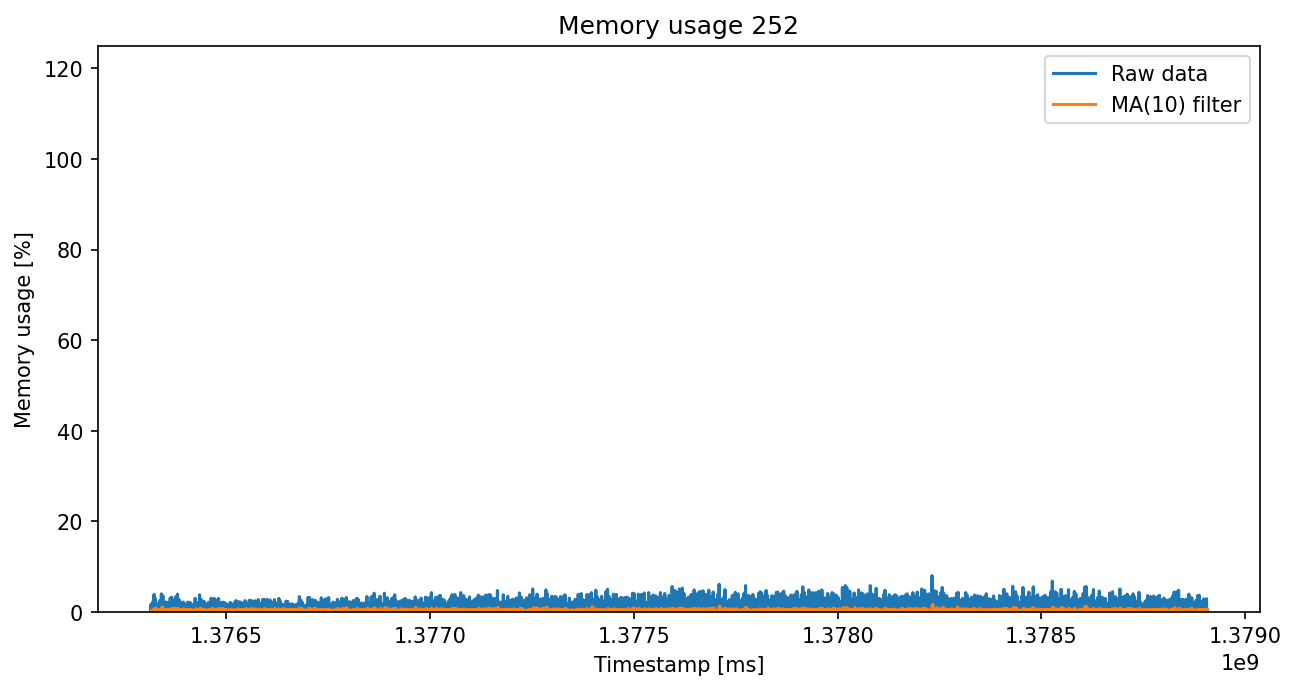 Memory usage 252
Raw data
MA(10) filter
Memory usage [%]
120
100
80
60
40
20
0
1.3765 1.3770 1.3775 1.3780 1.3785 1.3790
1e9
Timestamp [ms]